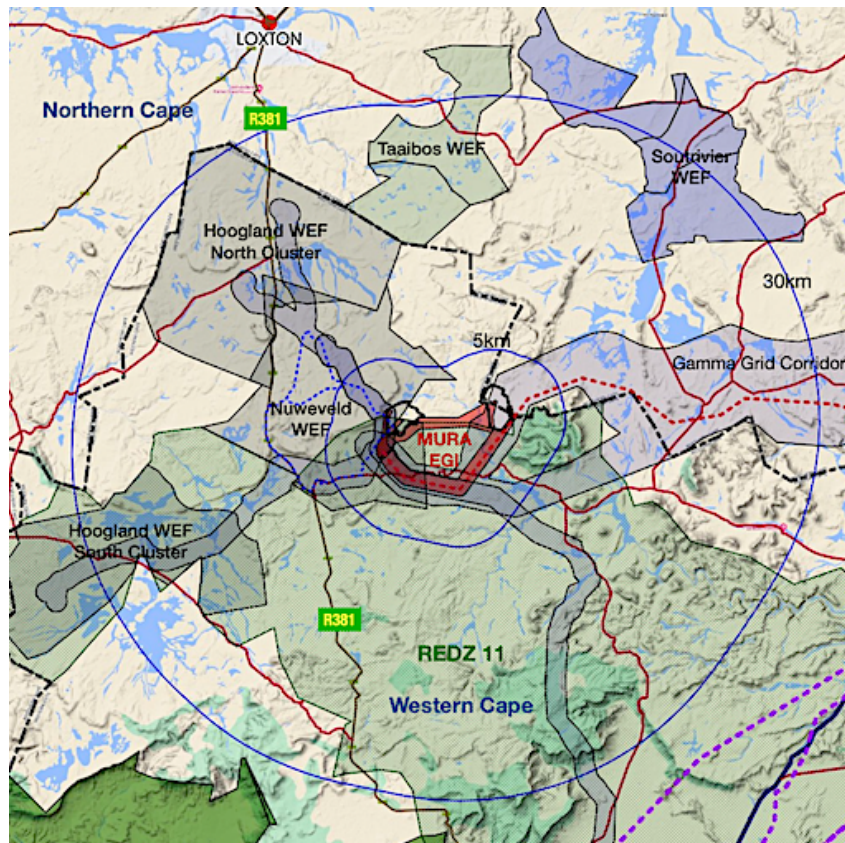 LOXTON
Northern Cape
R381
Taaibos WEF
Soutrivier
WEF
Hoogland WEF
North Cluster
30km
5km
Gamma Grid Corridor
Nuweveld
WEF
MURA
EGI
Hoogland WEF
South Cluster
R381
REDZ 11
Western Cape